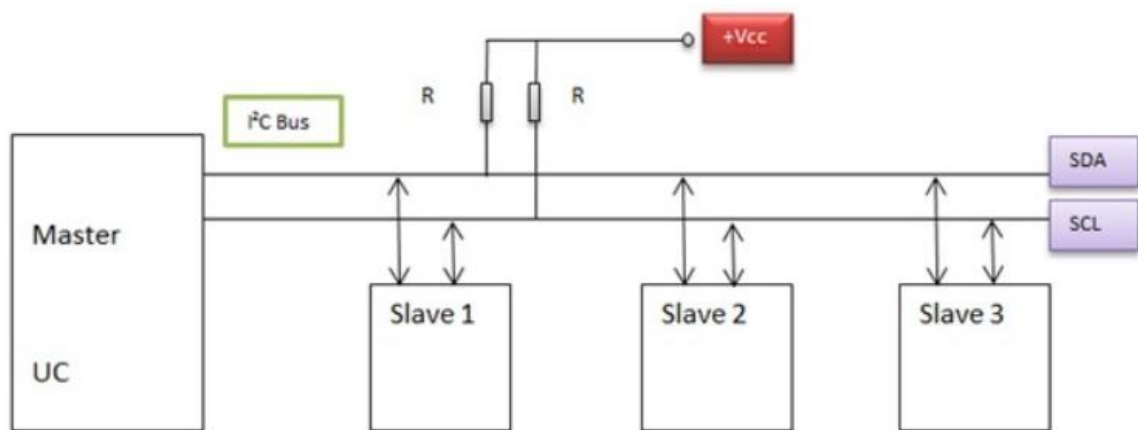 +Vcc
R
R
I²C Bus
SDA
SCL
Master
UC
Slave 1
Slave 2
Slave 3